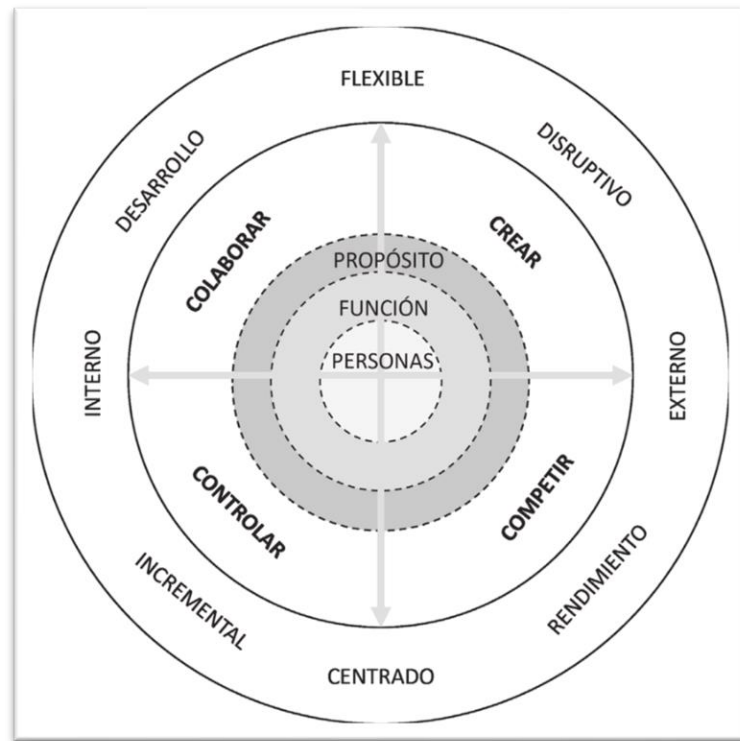 FLEXIBLE
DESARROLLO
DISRUPTIVO
COLABORAR
CREAR
PROPÓSITO
FUNCIÓN
PERSONAS
INTERNO
EXTERNO
CONTROLAR
COMPETIR
INCREMENTAL
RENDIMIENTO
CENTRADO